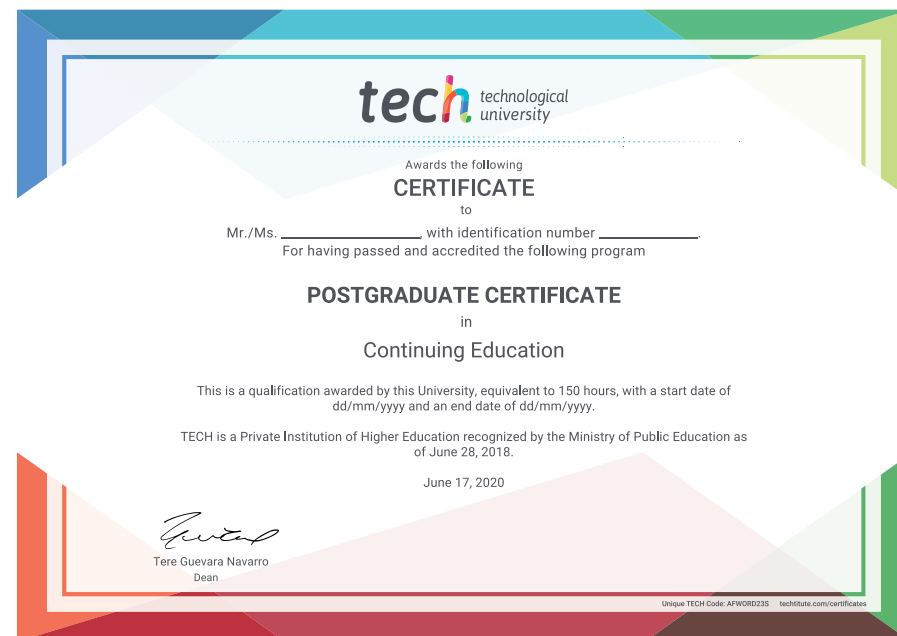 tech technological
university
Awards the following
CERTIFICATE
to
Mr./Ms. ____________________, with identification number ______________.
For having passed and accredited the following program
POSTGRADUATE CERTIFICATE
in
Continuing Education
This is a qualification awarded by this University, equivalent to 150 hours, with a start date of
dd/mm/yyyy and an end date of dd/mm/yyyy.
TECH is a Private Institution of Higher Education recognized by the Ministry of Public Education as
of June 28, 2018.
June 17, 2020
Tere Guevara Navarro
Dean
Unique TECH Code: AFWORD23S techtitute.com/certificates